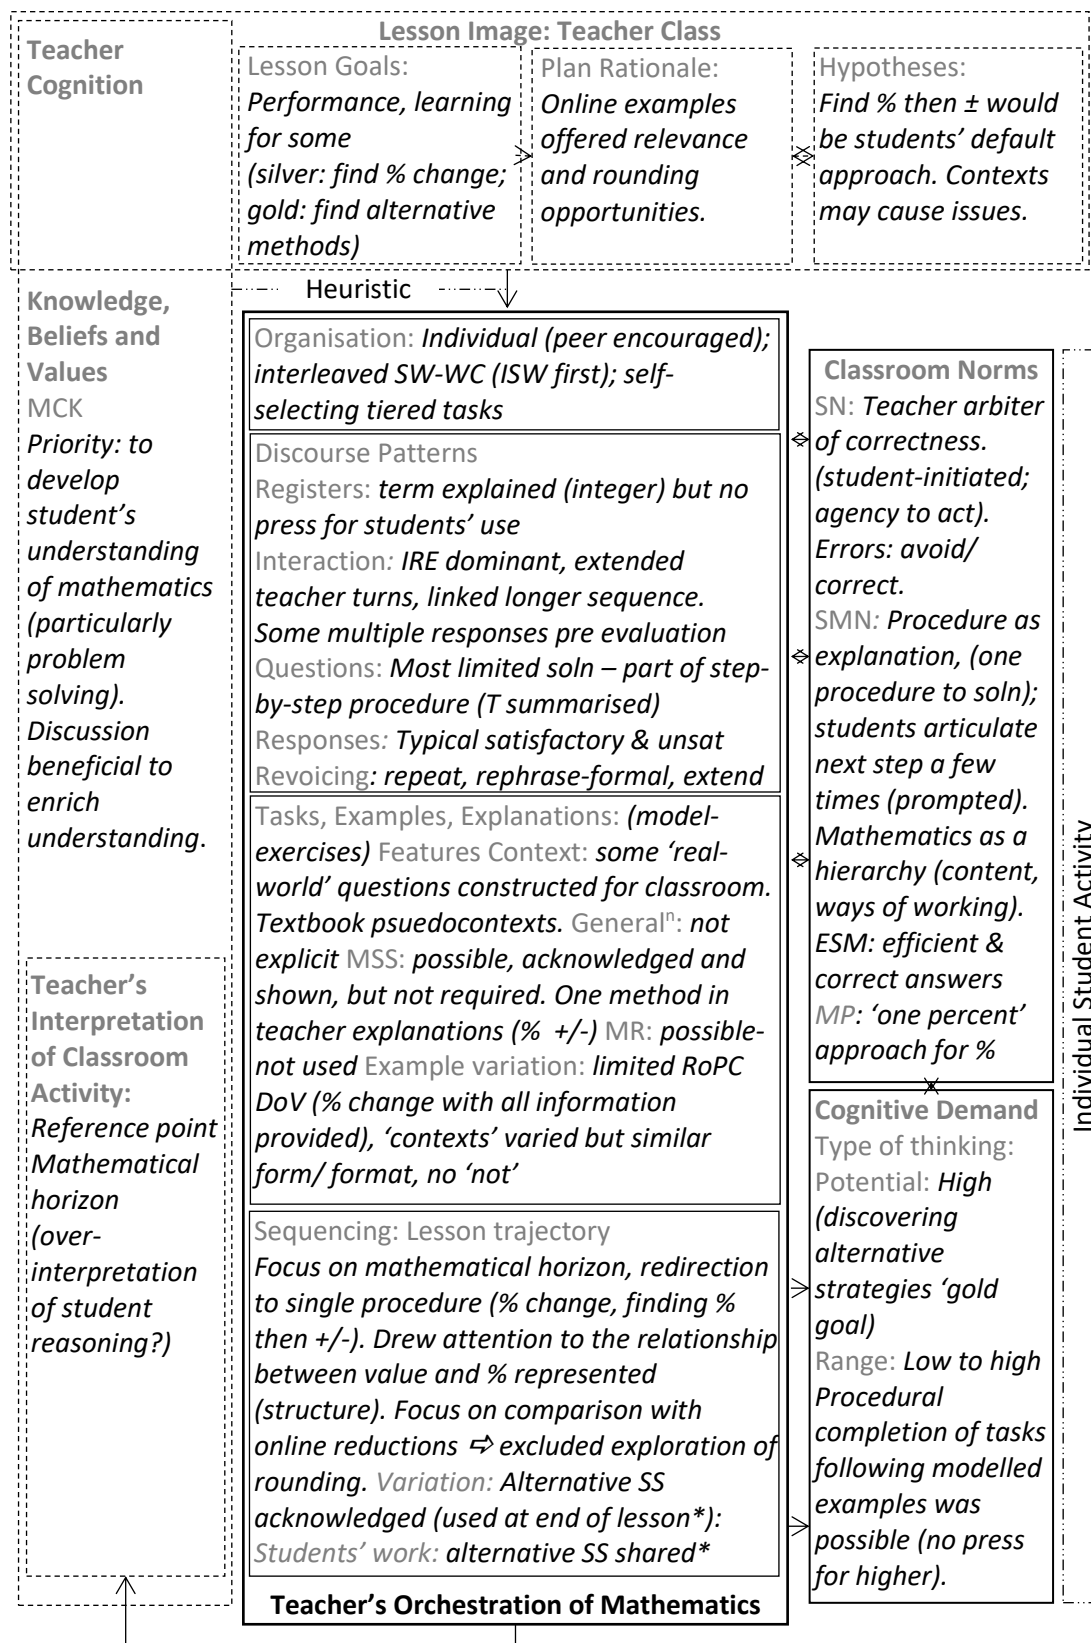 Lesson Image: Teacher Class
Teacher
Cognition
Lesson Goals:
Performance, learning
for some
(silver: find % change;
gold: find alternative
methods)
Plan Rationale:
Online examples
offered relevance
and rounding
opportunities.
Hypotheses:
Find % then ± would
be students’ default
approach. Contexts
may cause issues.
Heuristic
Knowledge,
Beliefs and
Values
MCK
Priority: to
develop
student’s
understanding
of mathematics
(particularly
problem
solving).
Discussion
beneficial to
enrich
understanding.
Teacher’s
Interpretation
of Classroom
Activity:
Reference point
Mathematical
horizon
(over-
interpretation
of student
reasoning?)
Organisation: Individual (peer encouraged);
interleaved SW-WC (ISW first); self-
selecting tiered tasks
Discourse Patterns
Registers: term explained (integer) but no
press for students’ use
Interaction: IRE dominant, extended
teacher turns, linked longer sequence.
Some multiple responses pre evaluation
Questions: Most limited soln – part of step-
by-step procedure (T summarised)
Responses: Typical satisfactory & unsat
Revoicing: repeat, rephrase-formal, extend
Tasks, Examples, Explanations: (model-
exercises) Features Context: some ‘real-
world’ questions constructed for classroom.
Textbook psuedocontexts. Generalⁿ: not
explicit MSS: possible, acknowledged and
shown, but not required. One method in
teacher explanations (% +/-) MR: possible-
not used Example variation: limited RoPC
DoV (% change with all information
provided), ‘contexts’ varied but similar
form/ format, no ‘not’
Sequencing: Lesson trajectory
Focus on mathematical horizon, redirection
to single procedure (% change, finding %
then +/-). Drew attention to the relationship
between value and % represented
(structure). Focus on comparison with
online reductions ⇨ excluded exploration of
rounding. Variation: Alternative SS
acknowledged (used at end of lesson*):
Students’ work: alternative SS shared*
Teacher’s Orchestration of Mathematics
Classroom Norms
SN: Teacher arbiter
of correctness.
(student-initiated;
agency to act).
Errors: avoid/
correct.
SMN: Procedure as
explanation, (one
procedure to soln);
students articulate
next step a few
times (prompted).
Mathematics as a
hierarchy (content,
ways of working).
ESM: efficient &
correct answers
MP: ‘one percent’
approach for %
Cognitive Demand
Type of thinking:
Potential: High
(discovering
alternative
strategies ‘gold
goal)
Range: Low to high
Procedural
completion of tasks
following modelled
examples was
possible (no press
for higher).
Individual Student Activity